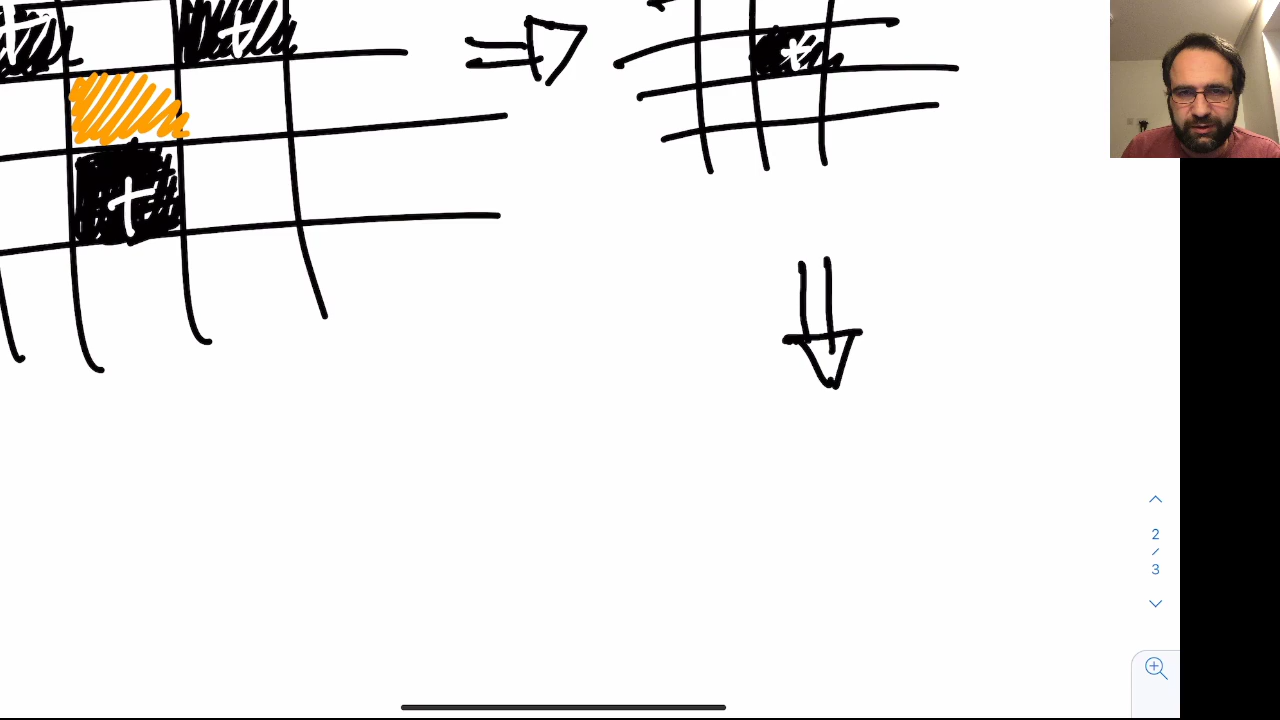 + + +
+
2
/
3